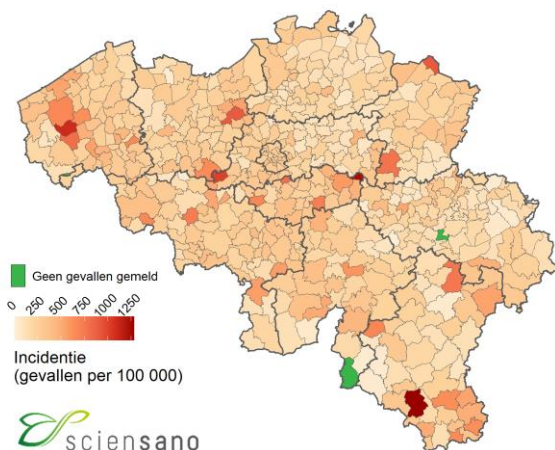 Geen gevallen gemeld
0 250 500 750 1000 1250
Incidentie
(gevallen per 100 000)
sciensano